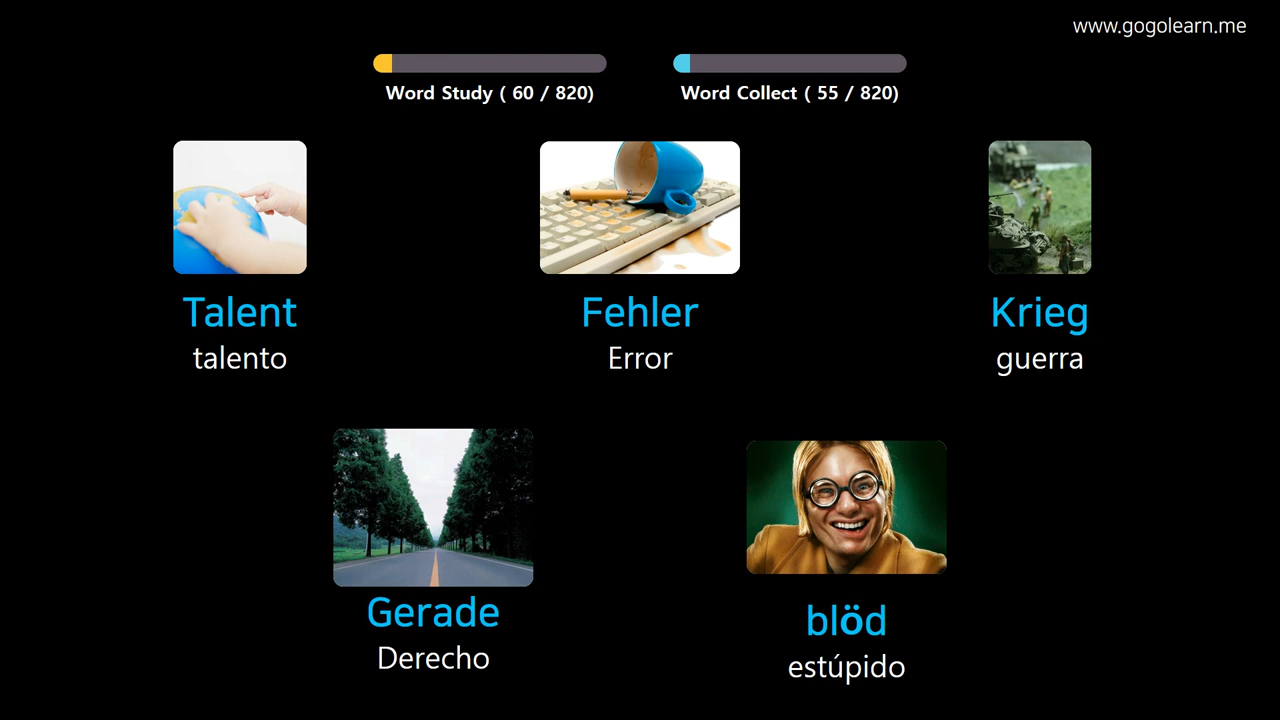 www.gogolearn.me
Word Study ( 60 / 820)
Word Collect ( 55 / 820)
Talent
talento
Fehler
Error
Krieg
guerra
Gerade
Derecho
blöd
estúpido